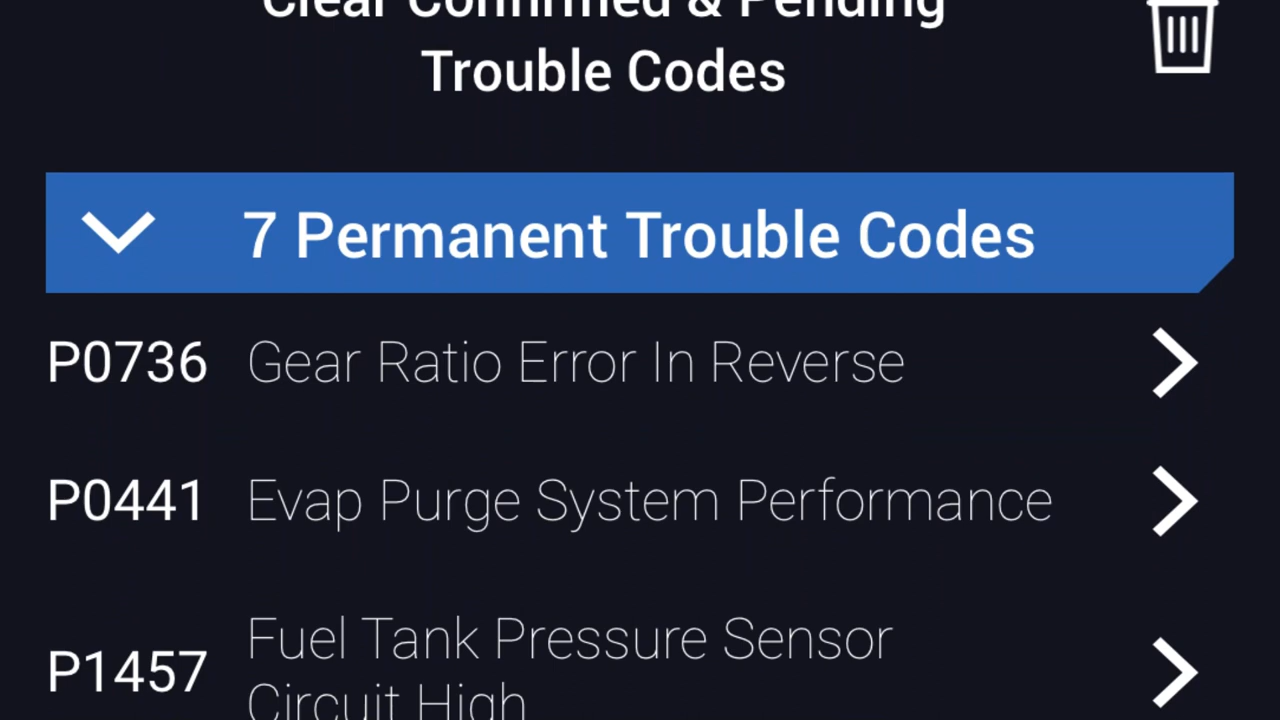 Clear Confirmed & Pending
Trouble Codes
7 Permanent Trouble Codes
P0736 Gear Ratio Error In Reverse
P0441 Evap Purge System Performance
P1457 Fuel Tank Pressure Sensor
Circuit High